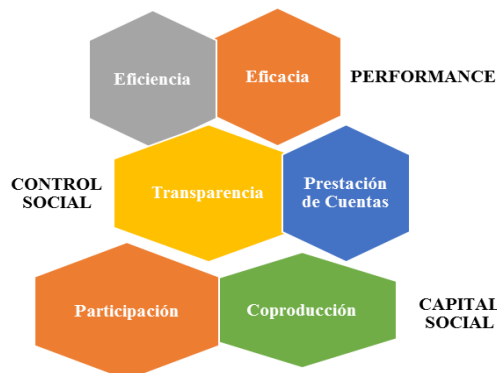 Eficiencia
Eficacia
PERFORMANCE
CONTROL
SOCIAL
Transparencia
Prestación
de Cuentas
Participación
Coproducción
CAPITAL
SOCIAL